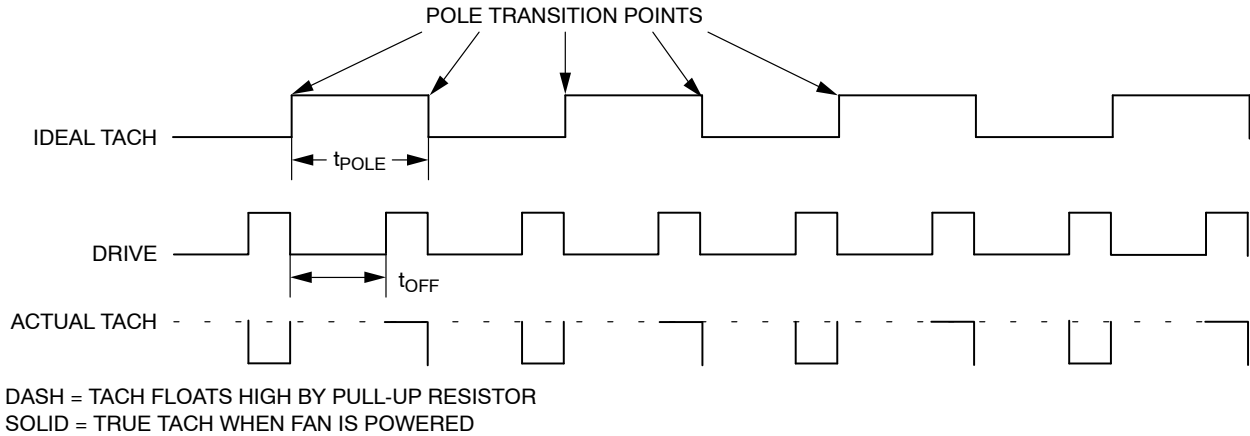 POLE TRANSITION POINTS
IDEAL TACH
tPOLE
DRIVE
tOFF
ACTUAL TACH
DASH = TACH FLOATS HIGH BY PULL-UP RESISTOR
SOLID = TRUE TACH WHEN FAN IS POWERED